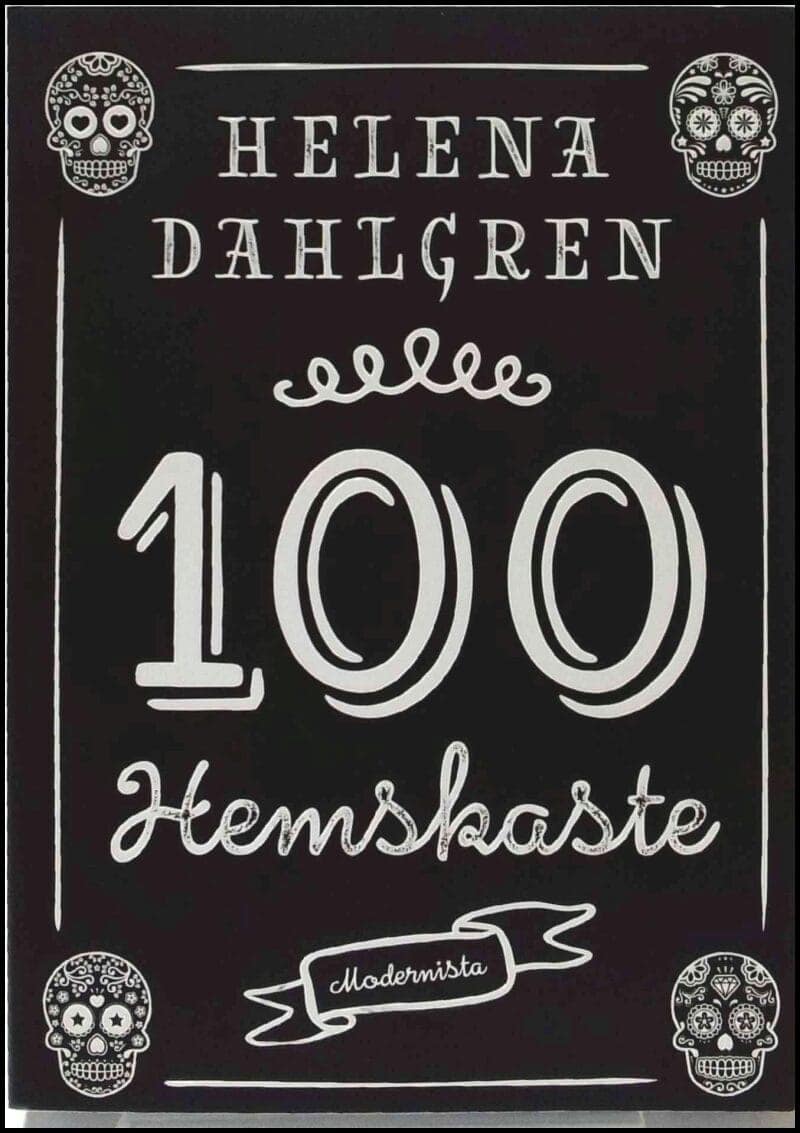 HELENA
DAHLGREN
100
Hemskaste
Modernista